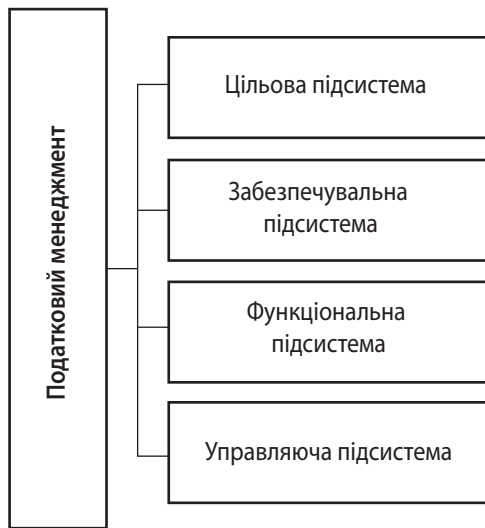 Податковий менеджмент
Цільова підсистема
Забезпечувальна
підсистема
Функціональна
підсистема
Управляюча підсистема